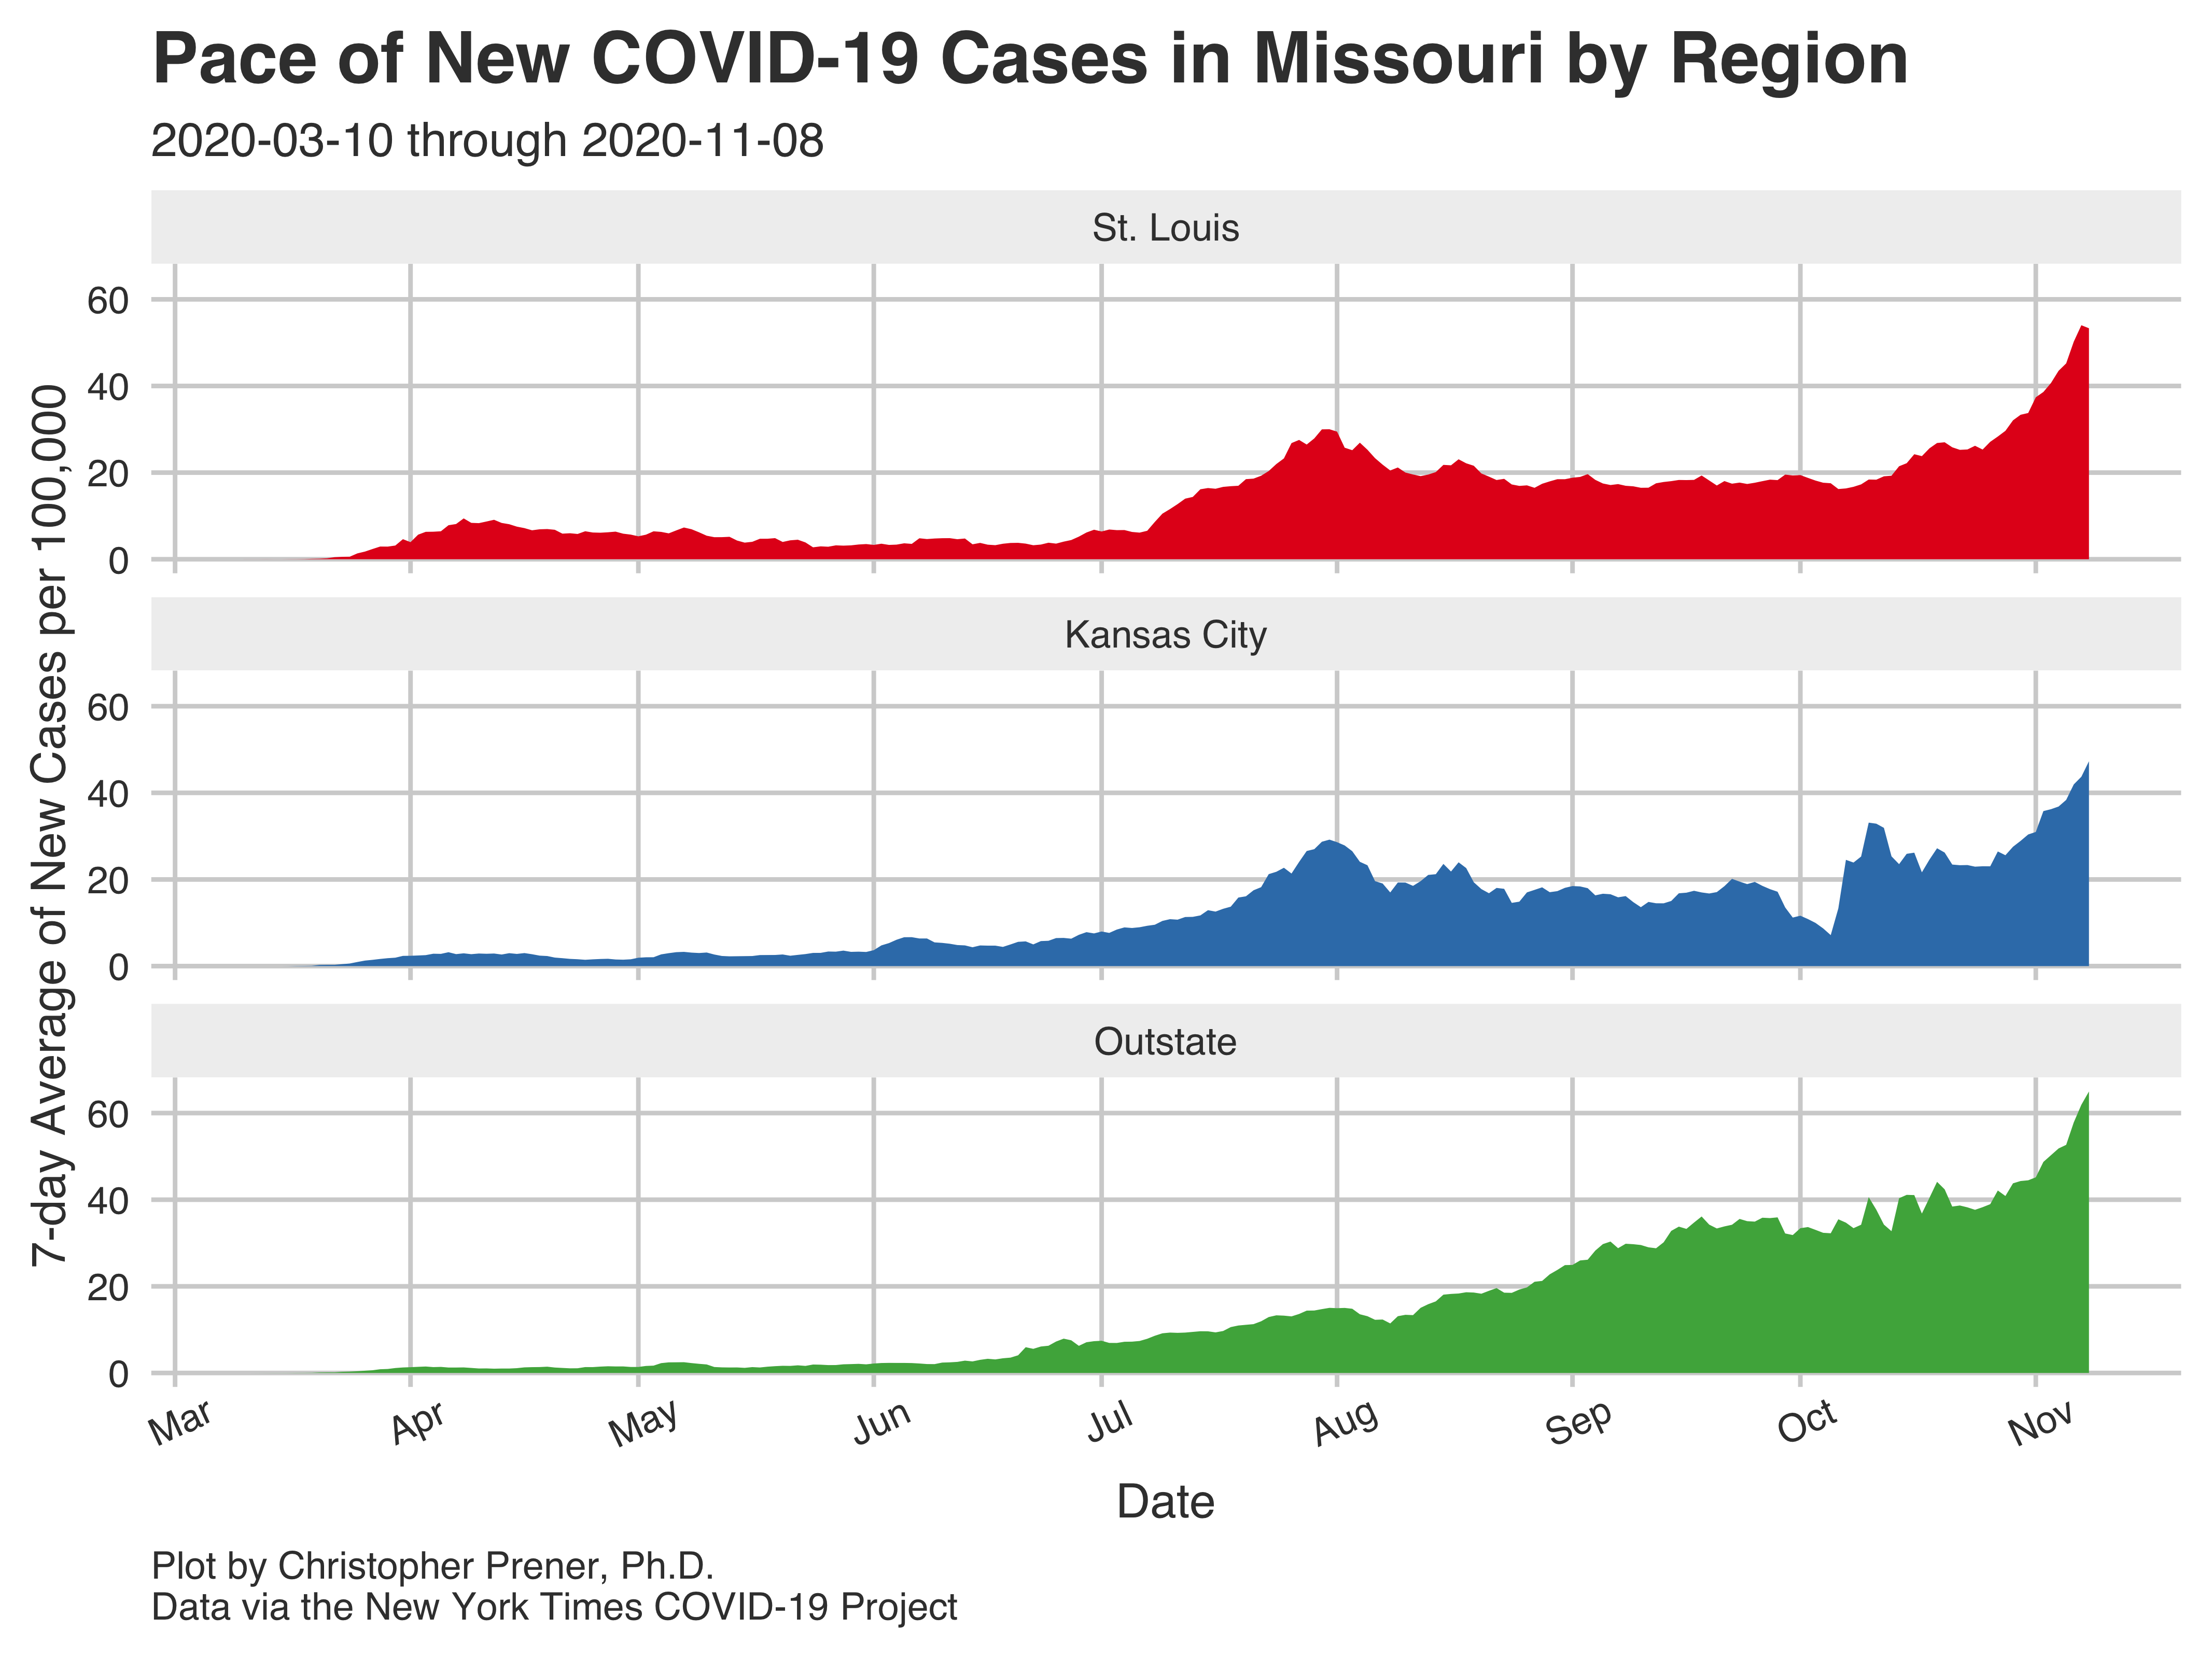 Pace of New COVID-19 Cases in Missouri by Region
2020-03-10 through 2020-11-08
7-day Average of New Cases per 100,000
St. Louis
60
40
20
0
Kansas City
60
40
20
0
Outstate
60
40
20
0
Mar Apr May Jun Jul Aug Sep Oct Nov
Date
Plot by Christopher Prener, Ph.D.
Data via the New York Times COVID-19 Project